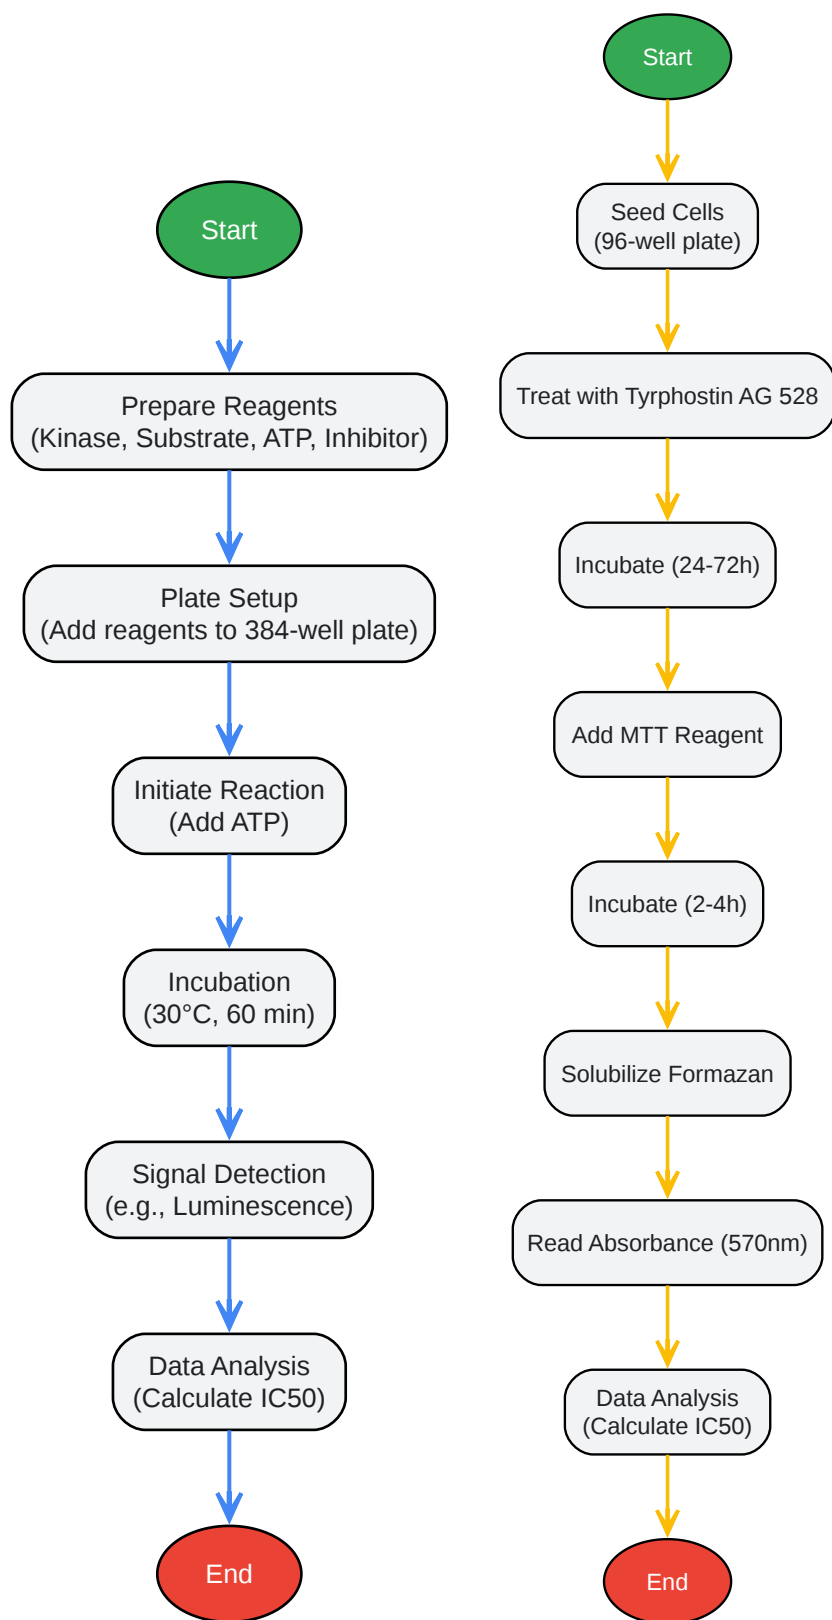 Start
Prepare Reagents
(Kinase, Substrate, ATP, Inhibitor)
Plate Setup
(Add reagents to 384-well plate)
Initiate Reaction
(Add ATP)
Incubation
(30°C, 60 min)
Signal Detection
(e.g., Luminescence)
Data Analysis
(Calculate IC50)
End
Start
Seed Cells
(96-well plate)
Treat with Tyrphostin AG 528
Incubate (24-72h)
Add MTT Reagent
Incubate (2-4h)
Solubilize Formazan
Read Absorbance (570nm)
Data Analysis
(Calculate IC50)
End